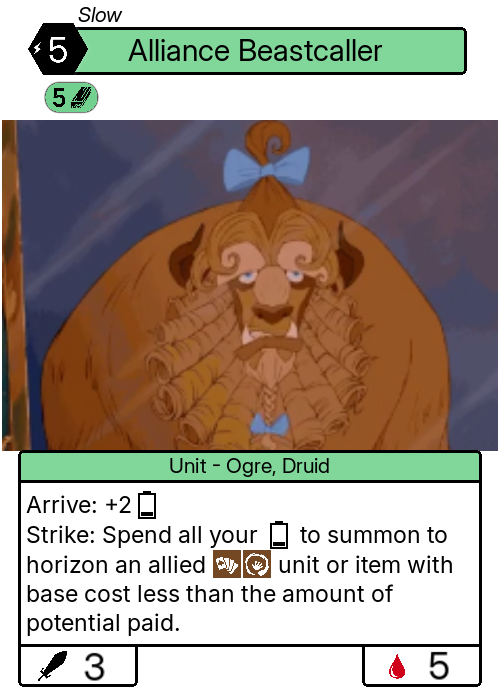 Slow
5
Alliance Beastcaller
5
Unit - Ogre, Druid
Arrive: +2
Strike: Spend all your to summon to
horizon an allied unit or item with
base cost less than the amount of
potential paid.
3
5